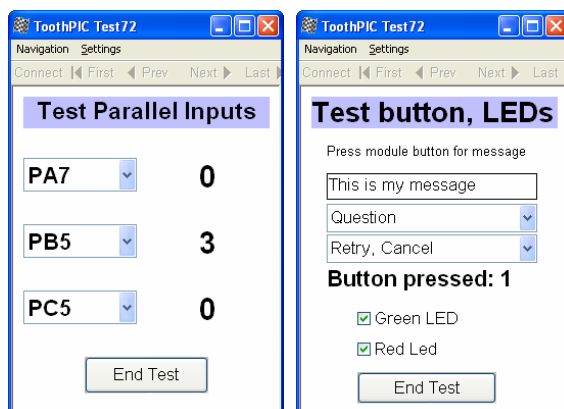 ToothPIC Test72
Navigation Settings
Connect First Prev Next Last
Test Parallel Inputs
PA7 0
PB5 3
PC5 0
End Test
ToothPIC Test72
Navigation Settings
Connect First Prev Next Last
Test button, LEDs
Press module button for message
This is my message
Question
Retry, Cancel
Button pressed: 1
Green LED
Red Led
End Test